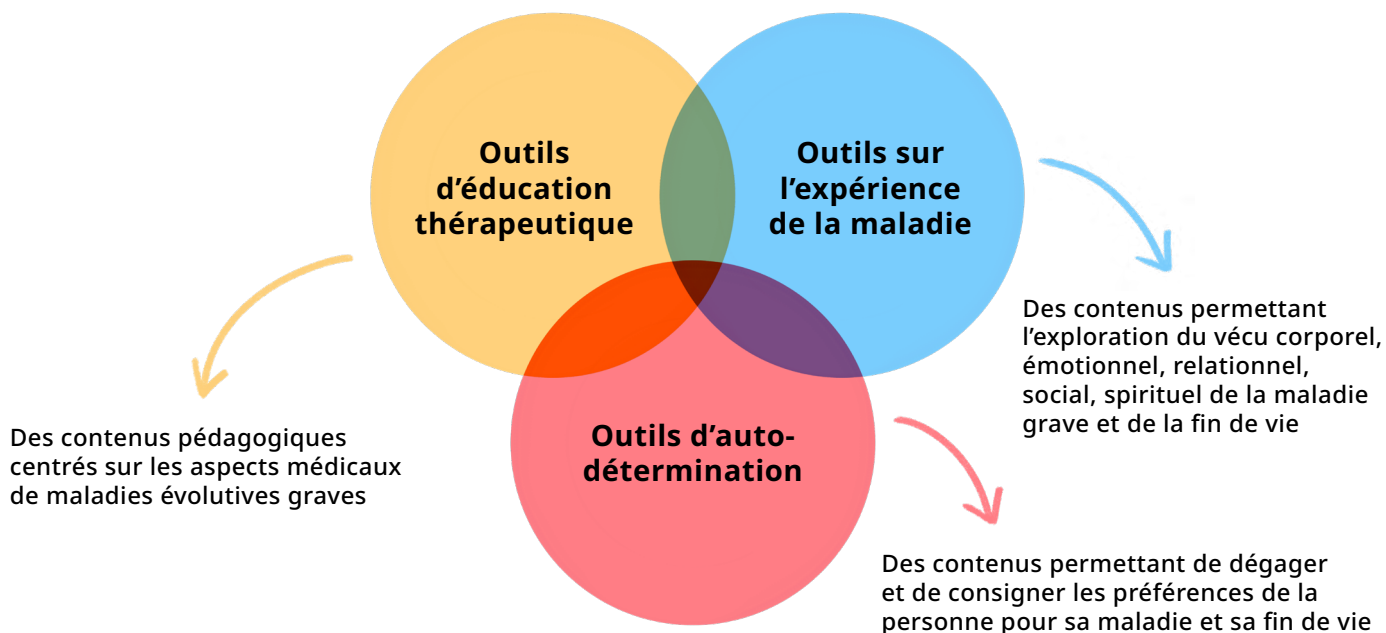 Outils
d’éducation
thérapeutique
Outils sur
l’expérience
de la maladie
Outils d’auto-
détermination
Des contenus pédagogiques
centrés sur les aspects médicaux
de maladies évolutives graves
Des contenus permettant
l’exploration du vécu corporel,
émotionnel, relationnel,
social, spirituel de la maladie
grave et de la fin de vie
Des contenus permettant de dégager
et de consigner les préférences de la
personne pour sa maladie et sa fin de vie